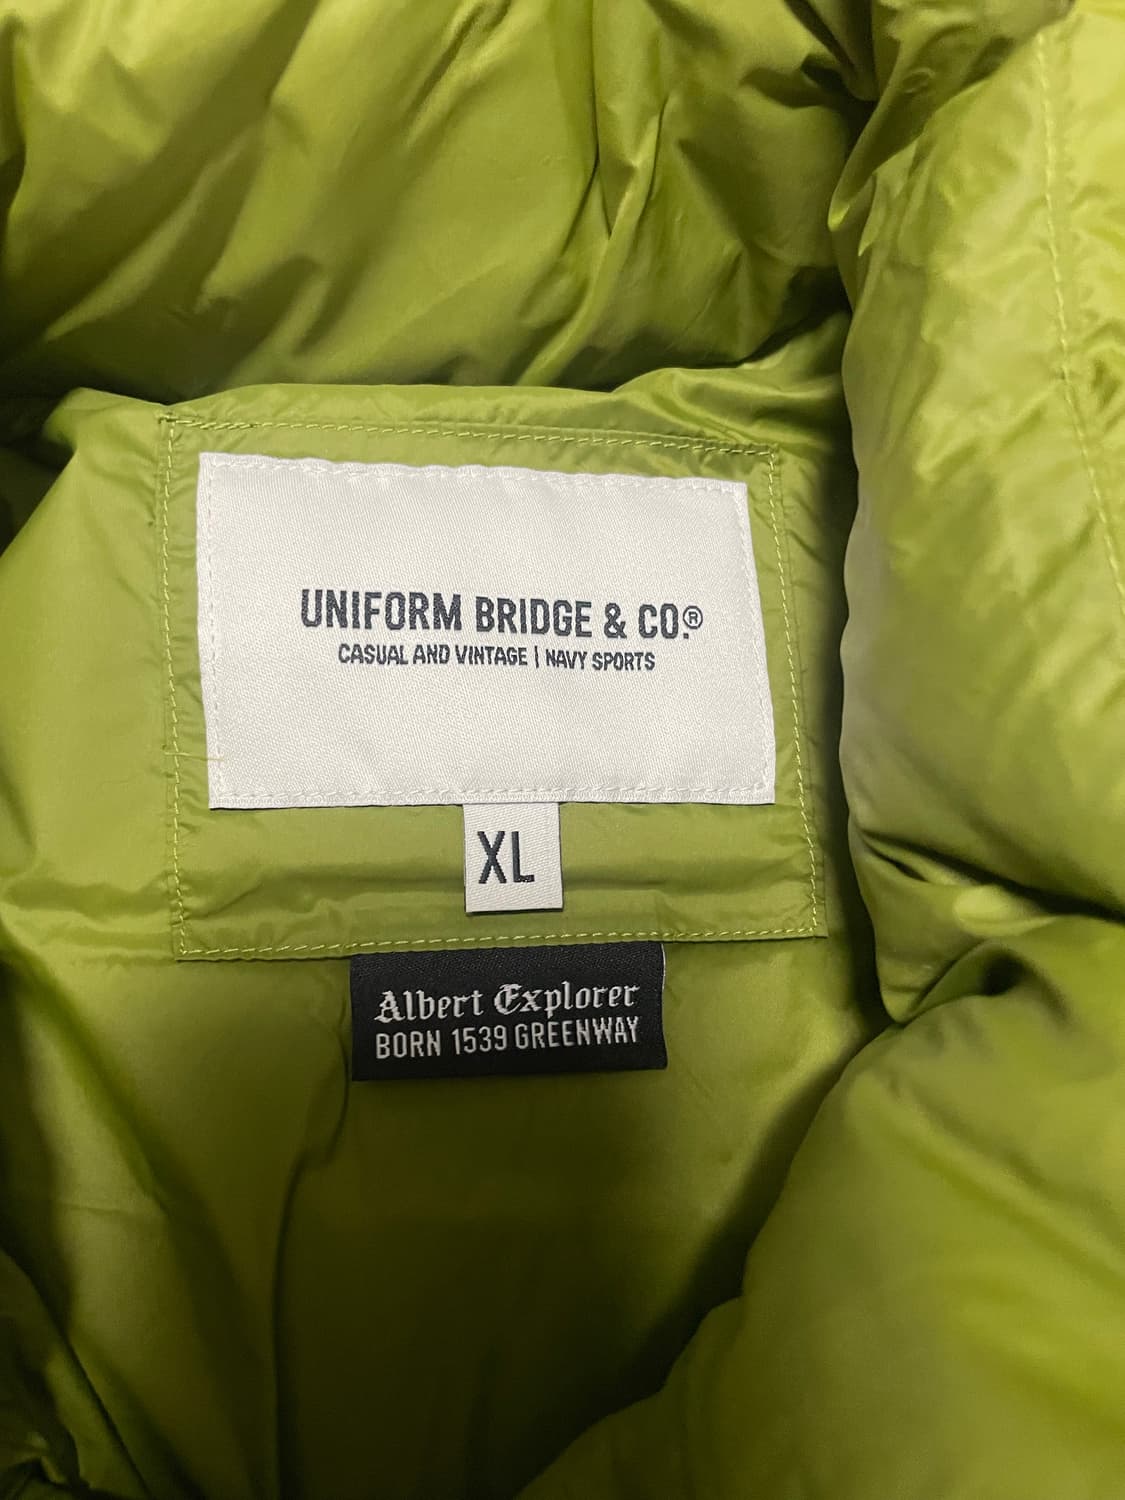 UNIFORM BRIDGE & CO.®
CASUAL AND VINTAGE | NAVY SPORTS
XL
Albert Explorer
BORN 1539 GREENWAY